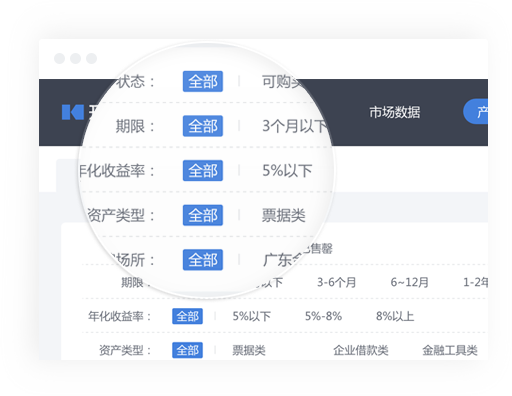 市场数据
产
状态： 全部 可购买
期限： 全部 3个月以下
年化收益率： 全部 5%以下
资产类型： 全部 票据类
场所： 全部 广东
售罄
期限： 以下 3-6个月 6~12月 1-2年
年化收益率： 全部 5%以下 5%-8% 8%以上
资产类型： 全部 票据类 企业借款类 金融工具类